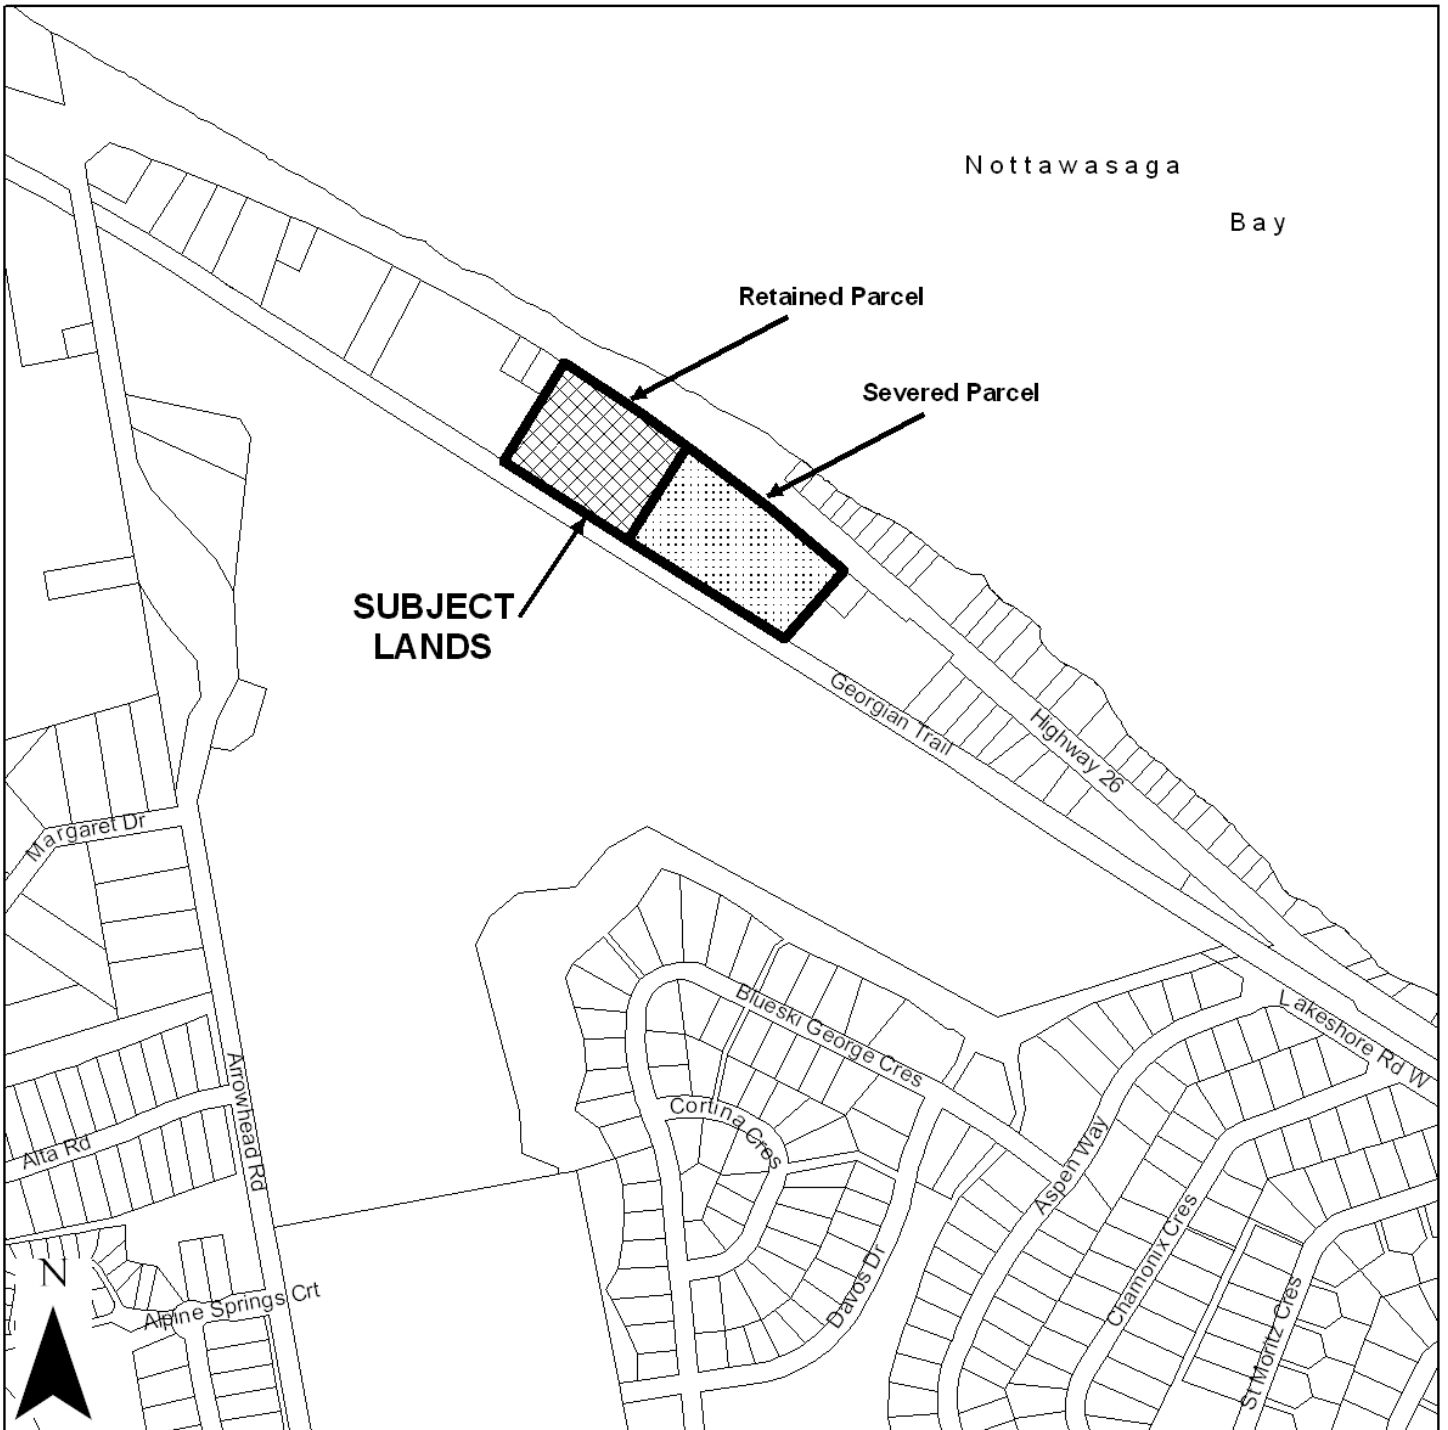 Nottawasaga
Bay
Retained Parcel
Severed Parcel
SUBJECT
LANDS
Georgian Trail
Highway 26
Margaret Dr
Blueski George Cres
Lakeshore Rd W
Arrowhead Rd
Cortina Cres
Alta Rd
Aspen Way
Chamonix Cres
Davos Dr
St Moritz Cres
N
Alpine Springs Crt